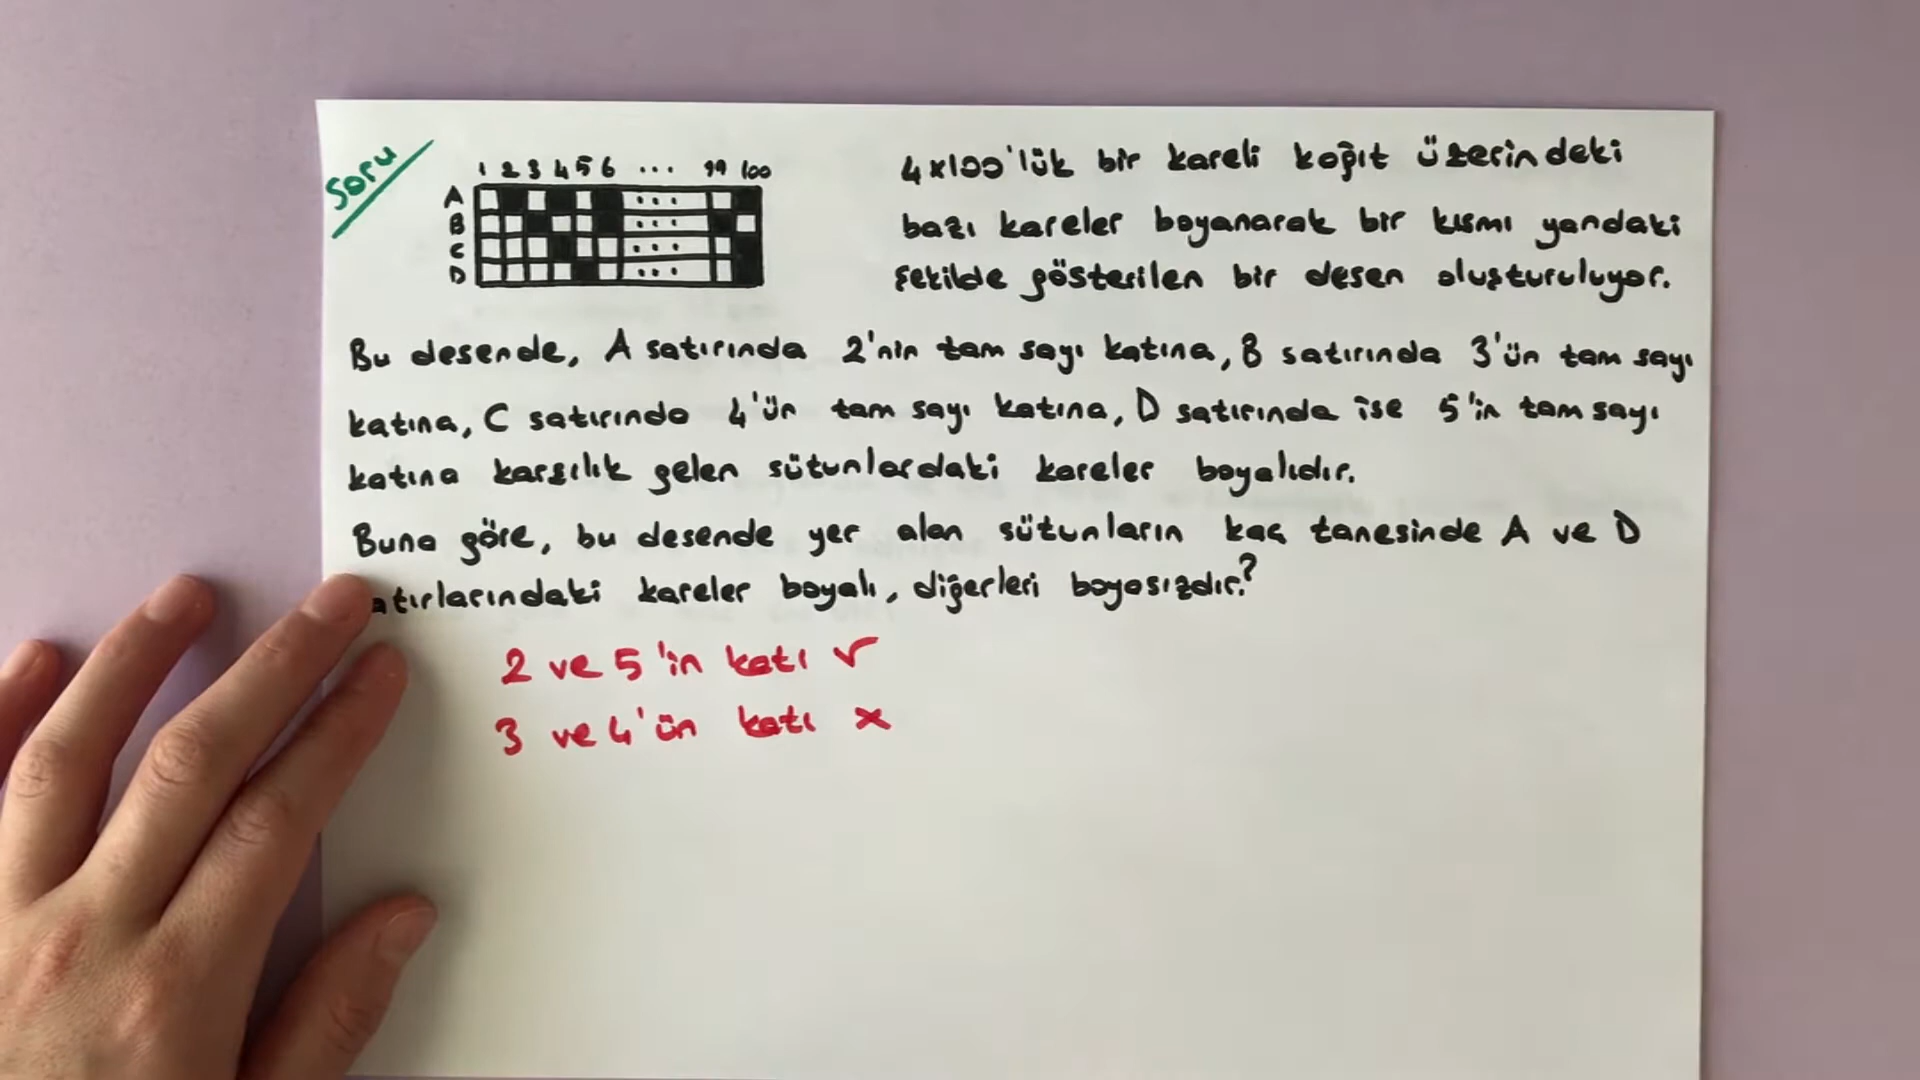 Soru
1 2 3 4 5 6 ... 99 100
A
B
C
D
4x100'lük bir kareli kağıt üzerindeki
bazı kareler boyanarak bir kısmı yandaki
şekilde gösterilen bir desen oluşturuluyor.
Bu desende, A satırında 2'nin tam sayı katına, B satırında 3'ün tam sayı
katına, C satırında 4'ün tam sayı katına, D satırında ise 5'in tam sayı
katına karşılık gelen sütunlardaki kareler boyalıdır.
Buna göre, bu desende yer alan sütunların kaç tanesinde A ve D
atırlarındaki kareler boyalı, diğerleri boyasızdır?
2 ve 5'in katı ✓
3 ve 4'ün katı x